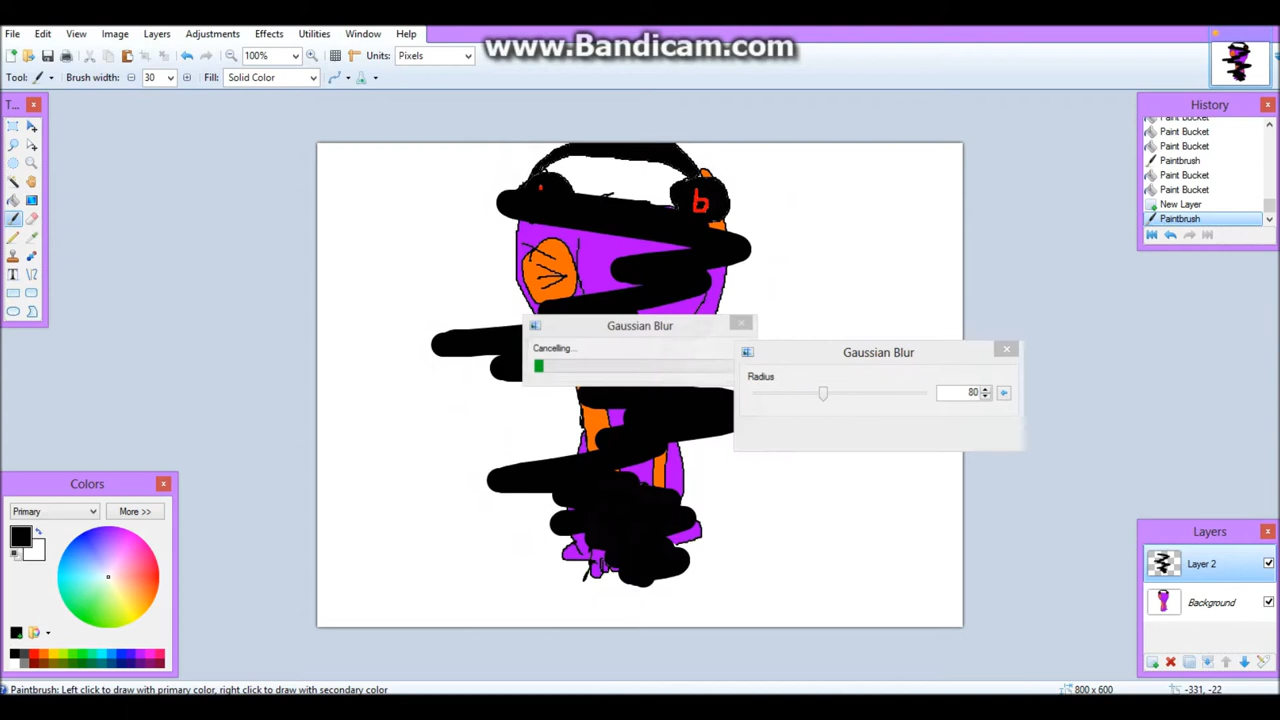 File Edit View Image Layers Adjustments Effects Utilities Window Help
www.Bandicam.com
100% Units: Pixels
Tool: Brush width: 30 Fill: Solid Color
T...
History
Paint Bucket
Paint Bucket
Paint Bucket
Paintbrush
Paint Bucket
Paint Bucket
New Layer
Paintbrush
b
Gaussian Blur
Cancelling...
Gaussian Blur
Radius
80
Colors
Primary More >>
Layers
Layer 2
Background
Paintbrush: Left click to draw with primary color, right click to draw with secondary color
800 x 600
-331, -22